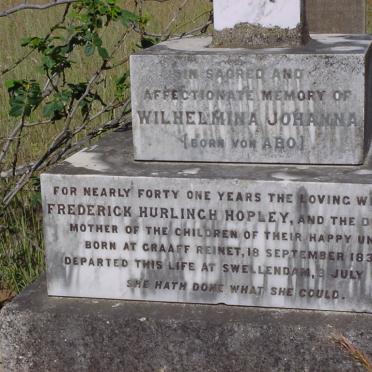 IN SACRED AND
AFFECTIONATE MEMORY OF
WILHELMINA JOHANNA
[BORN VON ABO]
FOR NEARLY FORTY ONE YEARS THE LOVING
FREDERICK HURLINGH HOPLEY, AND THE
MOTHER OF THE CHILDREN OF THEIR HAPPY
BORN AT GRAAFF REINET, 18 SEPTEMBER
DEPARTED THIS LIFE AT SWELLENDAM, JULY
SHE HATH DONE WHAT SHE COULD.